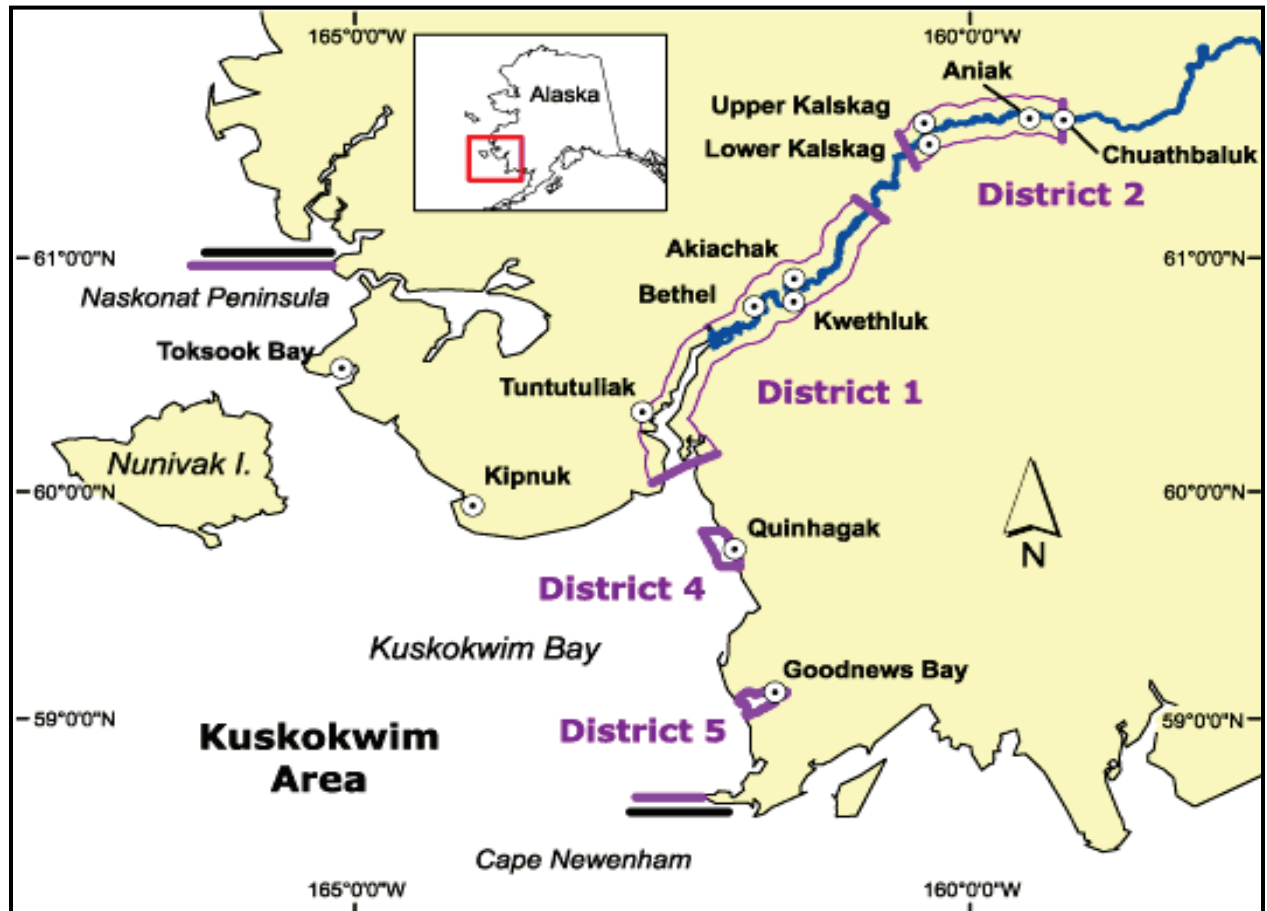 165°0'0"W
160°0'0"W
Alaska
Aniak
Upper Kalskag
Lower Kalskag
Chuathbaluk
District 2
61°0'0"N
61°0'0"N
Akiachak
Naskonat Peninsula
Bethel
Kwethluk
Toksook Bay
Tuntutuliak
District 1
Nunivak I.
Kipnuk
60°0'0"N
60°0'0"N
Quinhagak
N
District 4
Kuskokwim Bay
Goodnews Bay
59°0'0"N
59°0'0"N
District 5
Kuskokwim
Area
Cape Newenham
165°0'0"W
160°0'0"W